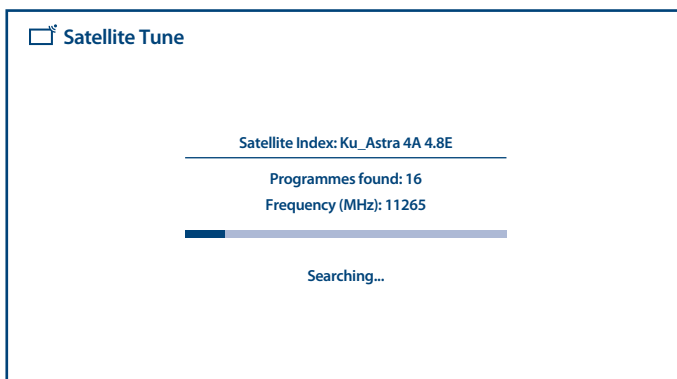 Satellite Tune
Satellite Index: Ku_Astra 4A 4.8E
Programmes found: 16
Frequency (MHz): 11265
Searching...